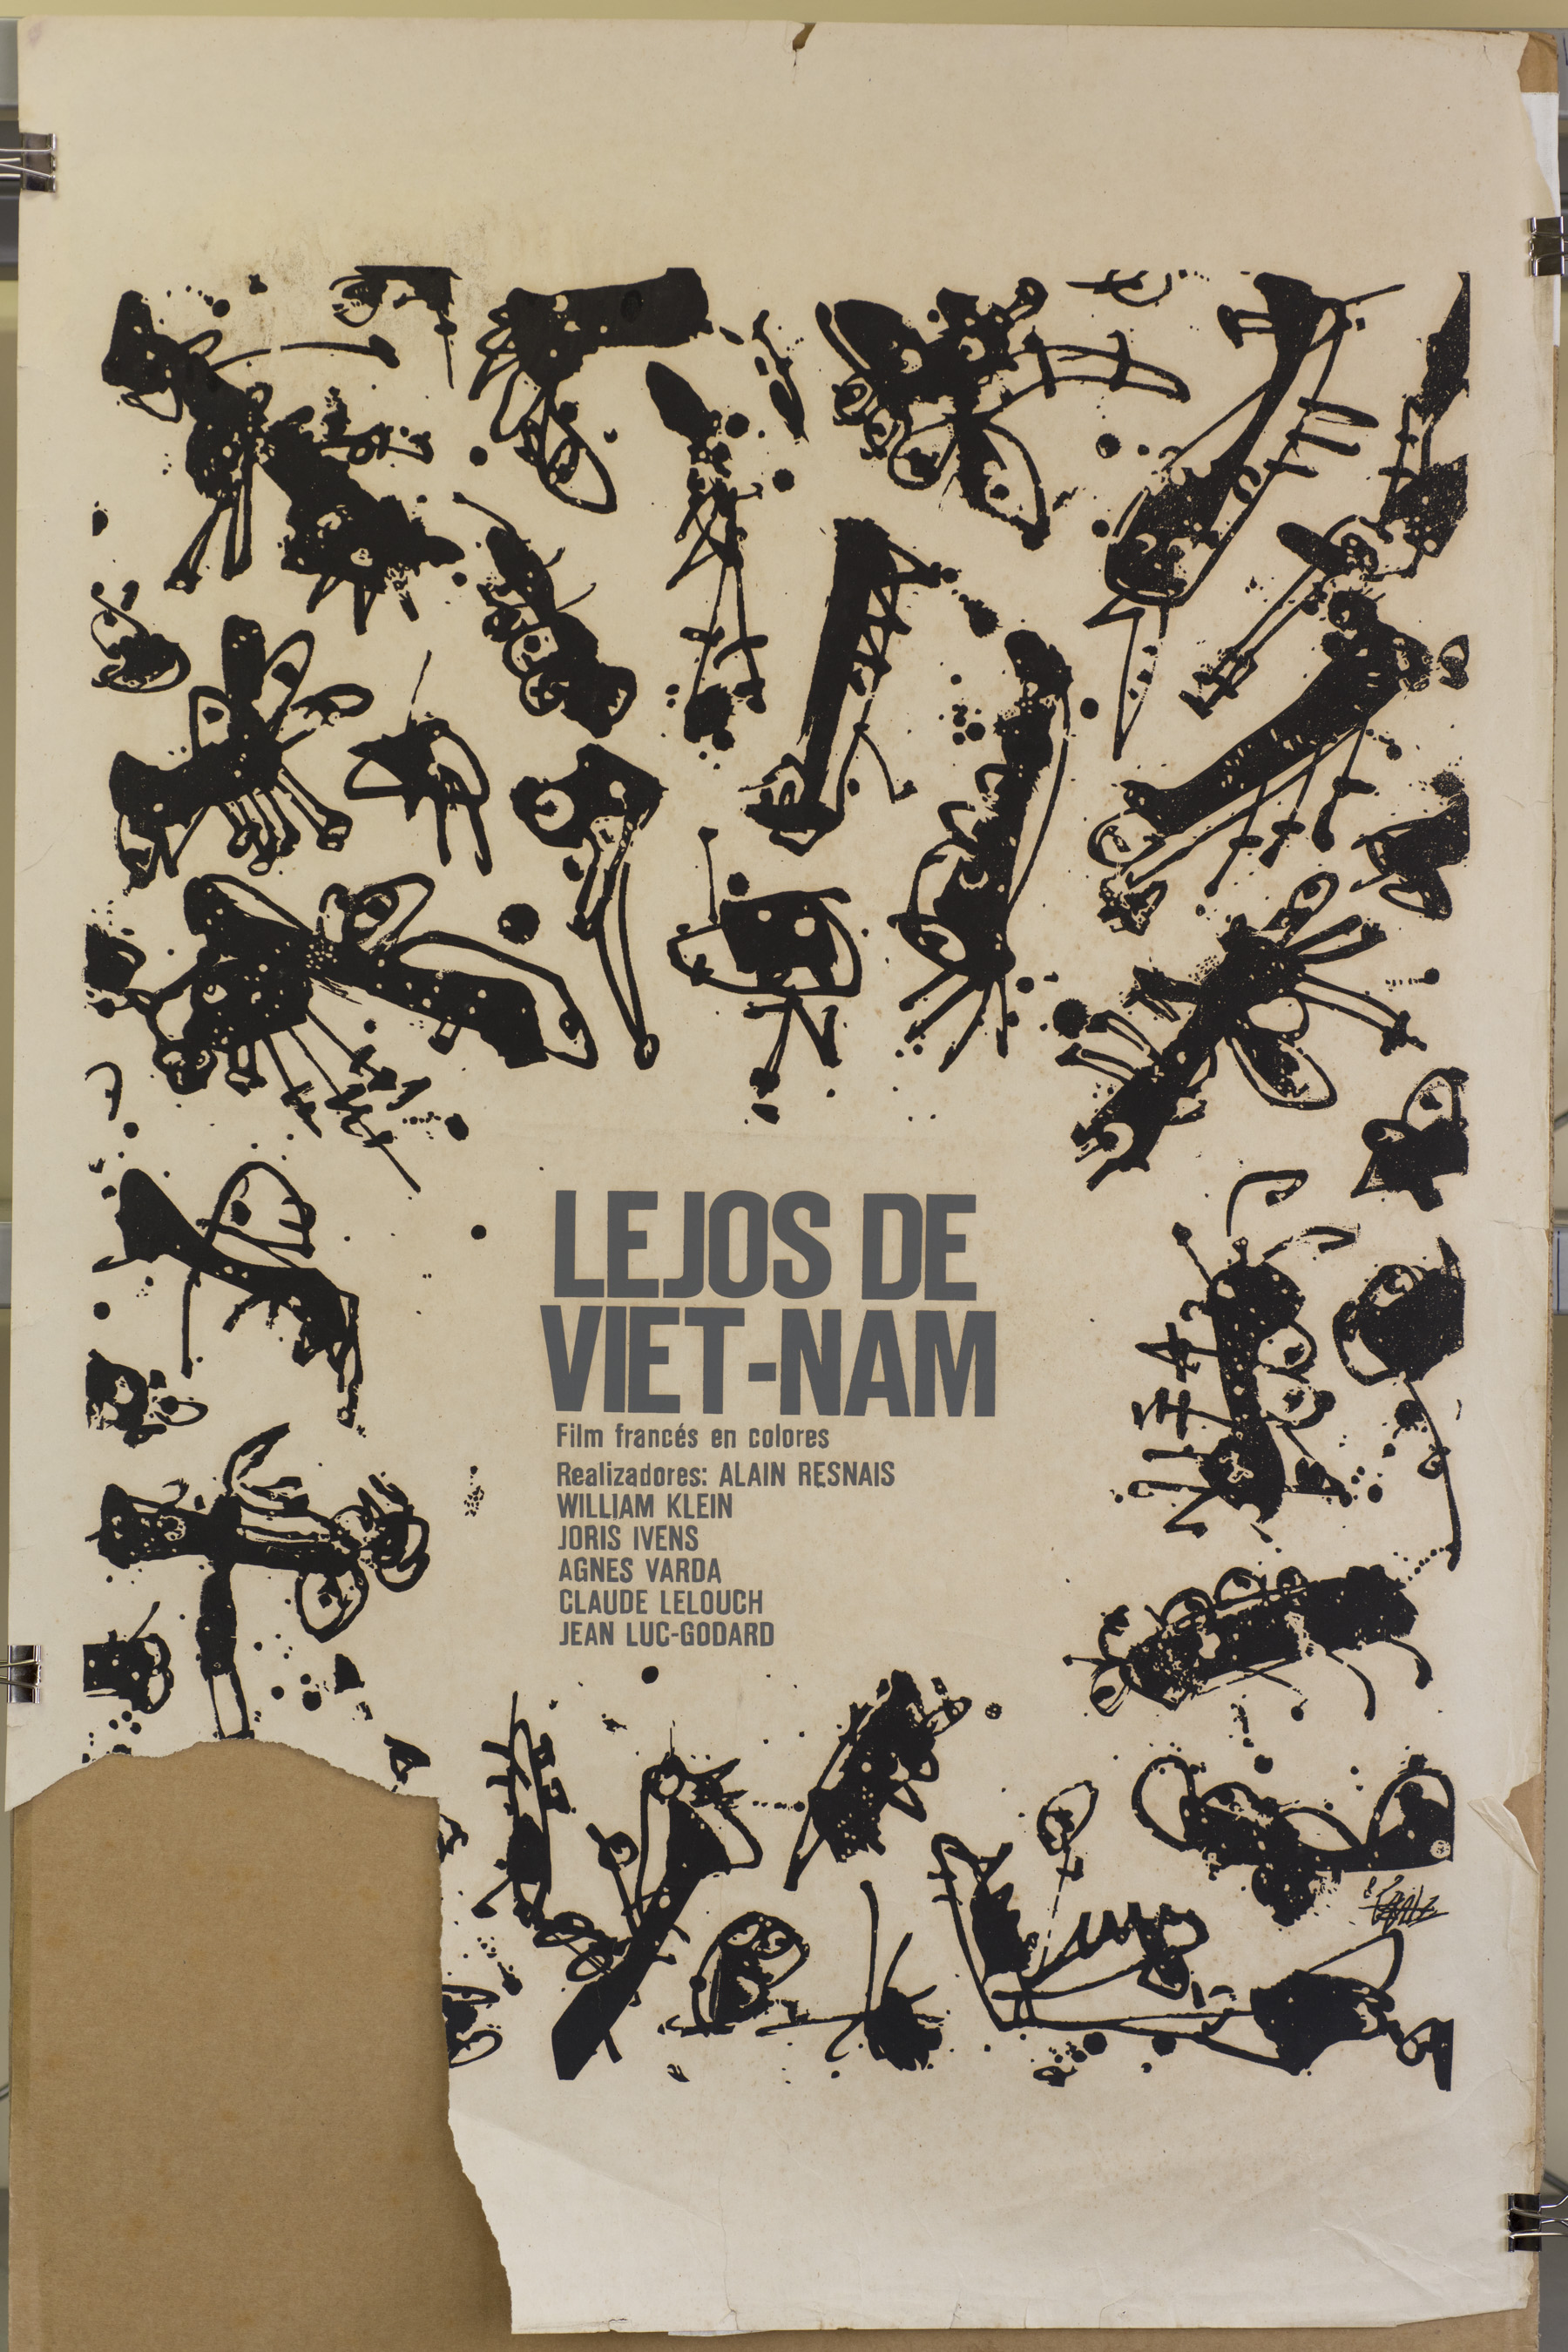 LEJOS DE
VIET-NAM
Film francés en colores
Realizadores: ALAIN RESNAIS
WILLIAM KLEIN
JORIS IVENS
AGNES VARDA
CLAUDE LELOUCH
JEAN LUC-GODARD